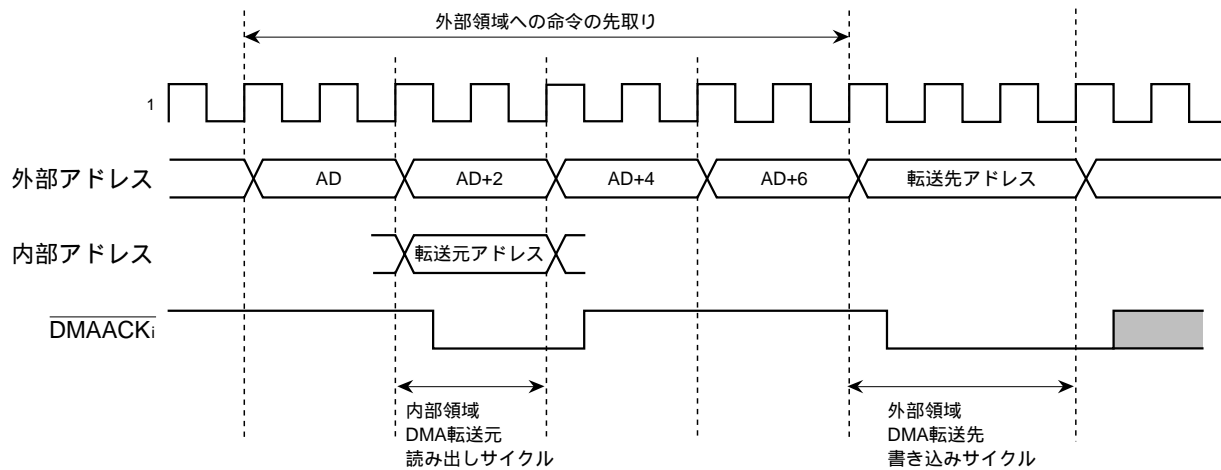 外部領域への命令の先取り
1
外部アドレス
AD
AD+2
AD+4
AD+6
転送先アドレス
内部アドレス
転送元アドレス
DMAACKi
内部領域
DMA転送元
読み出しサイクル
外部領域
DMA転送先
書き込みサイクル